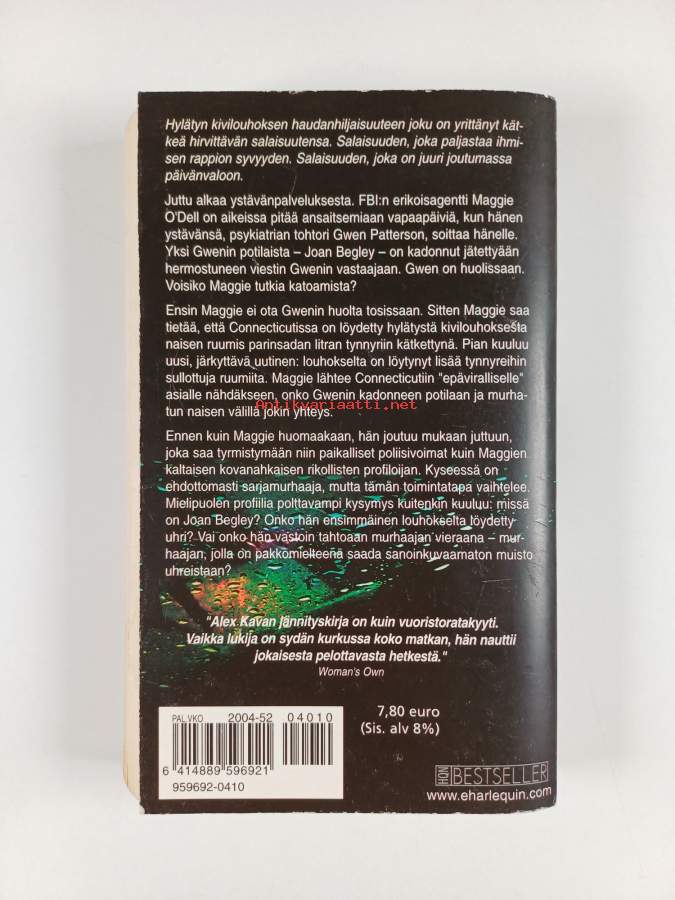 Hylätyn kivilouhoksen haudanhiljaisuuteen joku on yrittänyt kät-
keä hirvittävän salaisuutensa. Salaisuuden, joka paljastaa ihmi-
sen rappion syvyyden. Salaisuuden, joka on juuri joutumassa
päivänvaloon.
Juttu alkaa ystävänpalveluksesta. FBI:n erikoisagentti Maggie
O'Dell on aikeissa pitää ansaitsemiaan vapaapäiviä, kun hänen
ystävänsä, psykiatrian tohtori Gwen Patterson, soittaa hänelle.
Yksi Gwenin potilaista – Joan Begley – on kadonnut jätettyään
hermostuneen viestin Gwenin vastaajaan. Gwen on huolissaan.
Voisiko Maggie tutkia katoamista?
Ensin Maggie ei ota Gwenin huolta tosissaan. Sitten Maggie saa
tietää, että Connecticutissa on löydetty hylätystä kivilouhoksesta
naisen ruumis parinsadan litran tynnyriin kätkettynä. Pian kuuluu
uusi, järkyttävä uutinen: louhokselta on löytynyt lisää tynnyreihin
sullottuja ruumiita. Maggie lähtee Connecticutiin "epäviralliselle"
asialle nähdäkseen, onko Gwenin kadonneen potilaan ja murha-
tun naisen välillä jokin yhteys.
Antikvariaatti.net
Ennen kuin Maggie huomaakaan, hän joutuu mukaan juttuun,
joka saa tyrmistymään niin paikalliset poliisivoimat kuin Maggien
kaltaisen kovanahkaisen rikollisten profiloijan. Kyseessä on
ehdottomasti sarjamurhaaja, mutta tämän toimintatapa vaihtelee.
Mielipuolen profiilia polttavampi kysymys kuitenkin kuuluu: missä
on Joan Begley? Onko hän ensimmäinen louhokselta löydetty
uhri? Vai onko hän vastoin tahtoaan murhaajan vieraana – mur-
haajan, jolla on pakkomielteenä saada sanoinkuvaamaton muisto
uhreistaan?
"Alex Kavan jännityskirja on kuin vuoristoratakyyti.
Vaikka lukija on sydän kurkussa koko matkan, hän nauttii
jokaisesta pelottavasta hetkestä."
Woman's Own
PAL.VKO 2004-52 04010
6 414889 596921
959692-0410
7,80 euro
(Sis. alv 8%)
HQN BESTSELLER
www.eharlequin.com